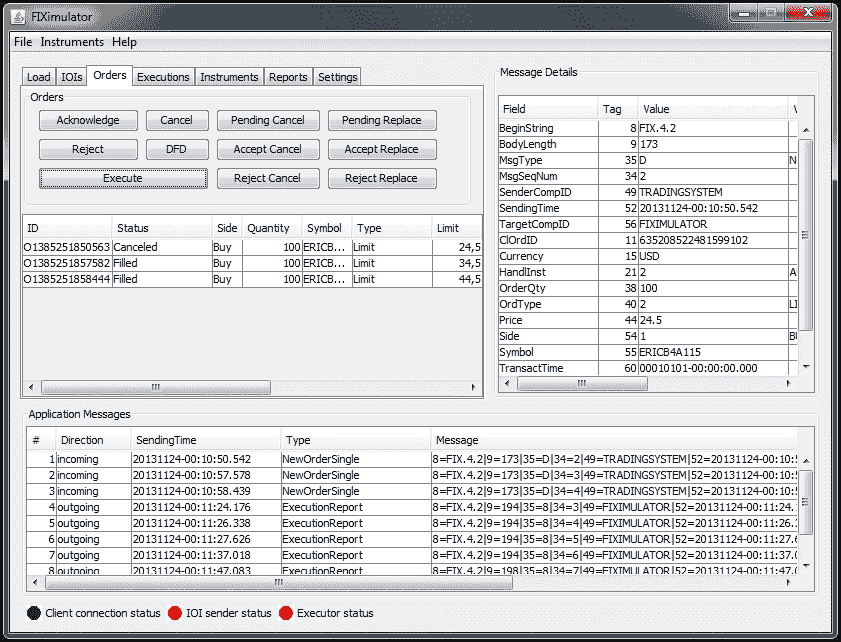 FIXimulator
File Instruments Help
Load IOIs Orders Executions Instruments Reports Settings
Orders
Acknowledge Cancel Pending Cancel Pending Replace
Reject DFD Accept Cancel Accept Replace
Execute Reject Cancel Reject Replace
ID Status Side Quantity Symbol Type Limit
O1385251850563 Canceled Buy 100 ERICB... Limit 24,5
O1385251857582 Filled Buy 100 ERICB... Limit 34,5
O1385251858444 Filled Buy 100 ERICB... Limit 44,5
Message Details
Field Tag Value
BeginString 8 FIX.4.2
BodyLength 9 173
MsgType 35 D N
MsgSeqNum 34 2
SenderCompID 49 TRADINGSYSTEM
SendingTime 52 20131124-00:10:50.542
TargetCompID 56 FIXIMULATOR
ClOrdID 11 635208522481599102
Currency 15 USD
HandlInst 21 2 A
OrderQty 38 100
OrdType 40 2 LI
Price 44 24.5
Side 54 1 BU
Symbol 55 ERICB4A115
TransactTime 60 00010101-00:00:00.000
Application Messages
# Direction SendingTime Type Message
1 incoming 20131124-00:10:50.542 NewOrderSingle 8=FIX.4.2|9=173|35=D|34=2|49=TRADINGSYSTEM|52=20131124-00:10:5
2 incoming 20131124-00:10:57.578 NewOrderSingle 8=FIX.4.2|9=173|35=D|34=3|49=TRADINGSYSTEM|52=20131124-00:10:5
3 incoming 20131124-00:10:58.439 NewOrderSingle 8=FIX.4.2|9=173|35=D|34=4|49=TRADINGSYSTEM|52=20131124-00:10:5
4 outgoing 20131124-00:11:24.176 ExecutionReport 8=FIX.4.2|9=194|35=8|34=3|49=FIXIMULATOR|52=20131124-00:11:24.
5 outgoing 20131124-00:11:26.338 ExecutionReport 8=FIX.4.2|9=194|35=8|34=4|49=FIXIMULATOR|52=20131124-00:11:26.3
6 outgoing 20131124-00:11:27.626 ExecutionReport 8=FIX.4.2|9=194|35=8|34=5|49=FIXIMULATOR|52=20131124-00:11:27.6
7 outgoing 20131124-00:11:37.018 ExecutionReport 8=FIX.4.2|9=194|35=8|34=6|49=FIXIMULATOR|52=20131124-00:11:37.0
8 outgoing 20131124-00:11:47.083 ExecutionReport 8=FIX.4.2|9=198|35=8|34=7|49=FIXIMULATOR|52=20131124-00:11:47.0
Client connection status IOI sender status Executor status